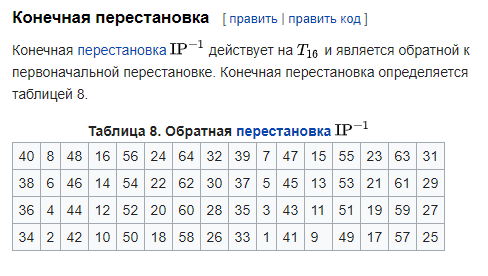 Конечная перестановка [ править | править код ]
Конечная перестановка IP⁻¹ действует на T₁₆ и является обратной к
первоначальной перестановке. Конечная перестановка определяется
таблицей 8.
Таблица 8. Обратная перестановка IP⁻¹
40 8 48 16 56 24 64 32 39 7 47 15 55 23 63 31
38 6 46 14 54 22 62 30 37 5 45 13 53 21 61 29
36 4 44 12 52 20 60 28 35 3 43 11 51 19 59 27
34 2 42 10 50 18 58 26 33 1 41 9 49 17 57 25